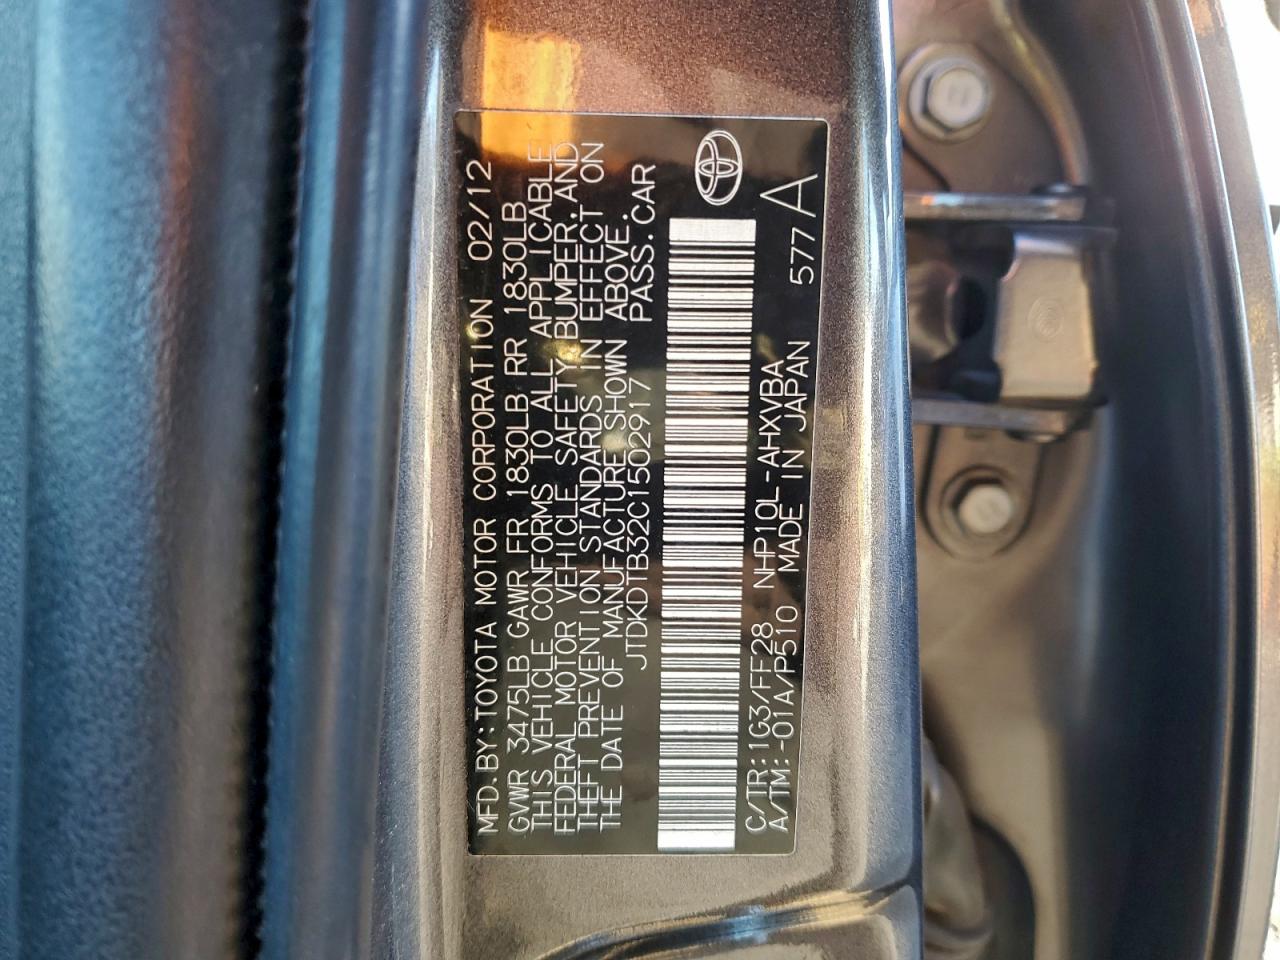 MFD.BY:TOYOTA MOTOR CORPORATION 02/12
GVWR 3475LB GAWR FR 1830LB RR 1830LB
THIS VEHICLE CONFORMS TO ALL APPLICABLE
FEDERAL MOTOR VEHICLE SAFETY, BUMPER, AND
THEFT PREVENTION STANDARDS IN EFFECT ON
THE DATE OF MANUFACTURE SHOWN ABOVE.
JTDKDTB32C1502917 PASS.CAR
C/TR:1G3/FF28 NHP10L-AHXVBA
A/TM:-01A/P510 MADE IN JAPAN 577A